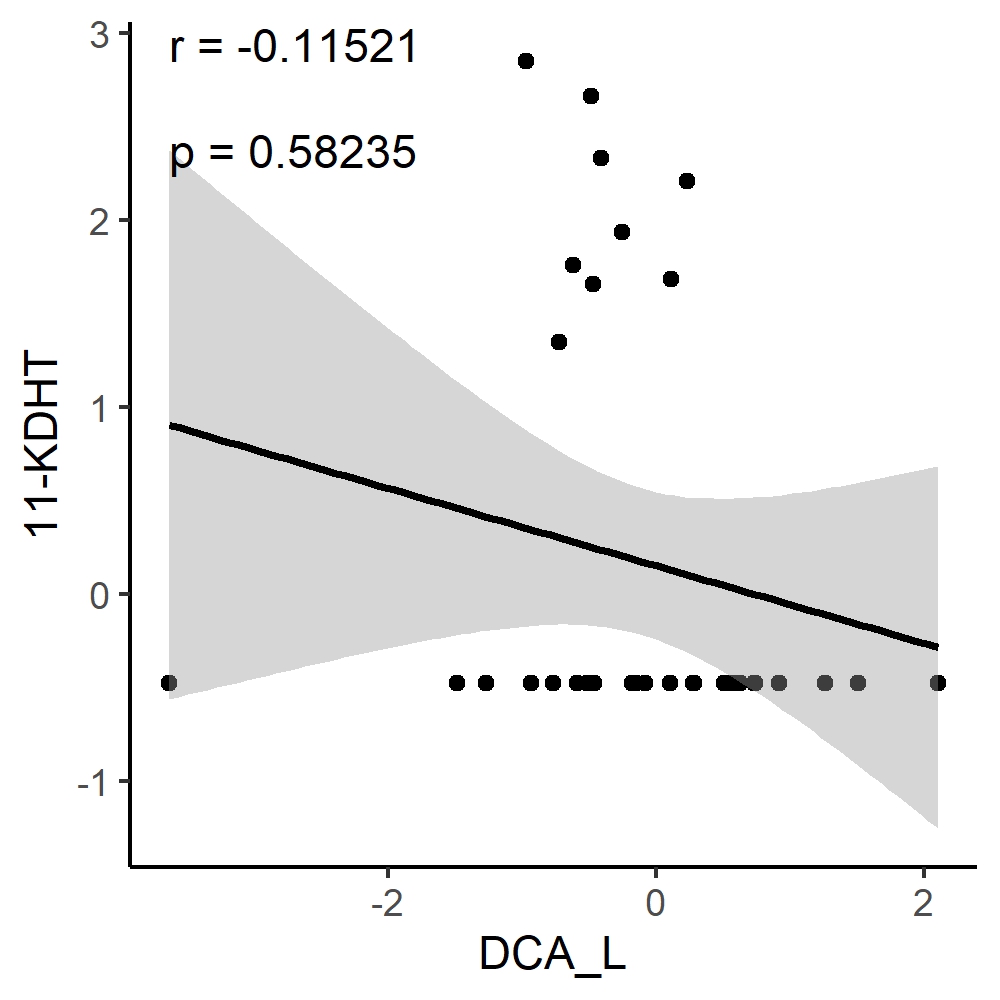 r = -0.11521
p = 0.58235
3
2
1
0
-1
11-KDHT
-2
0
2
DCA_L